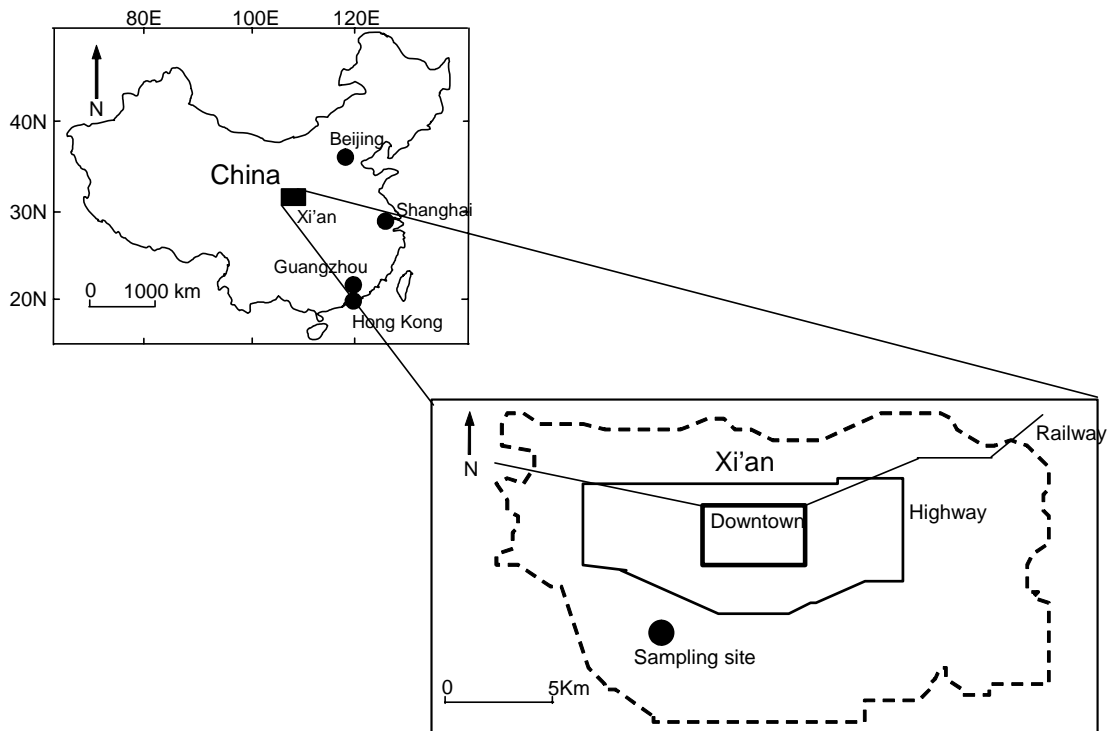 80E 100E 120E
N
40N
Beijing
China
30N
Xi'an
Shanghai
Guangzhou
0 1000 km
20N
Hong Kong
Railway
N
Xi'an
Downtown
Highway
Sampling site
0 5Km